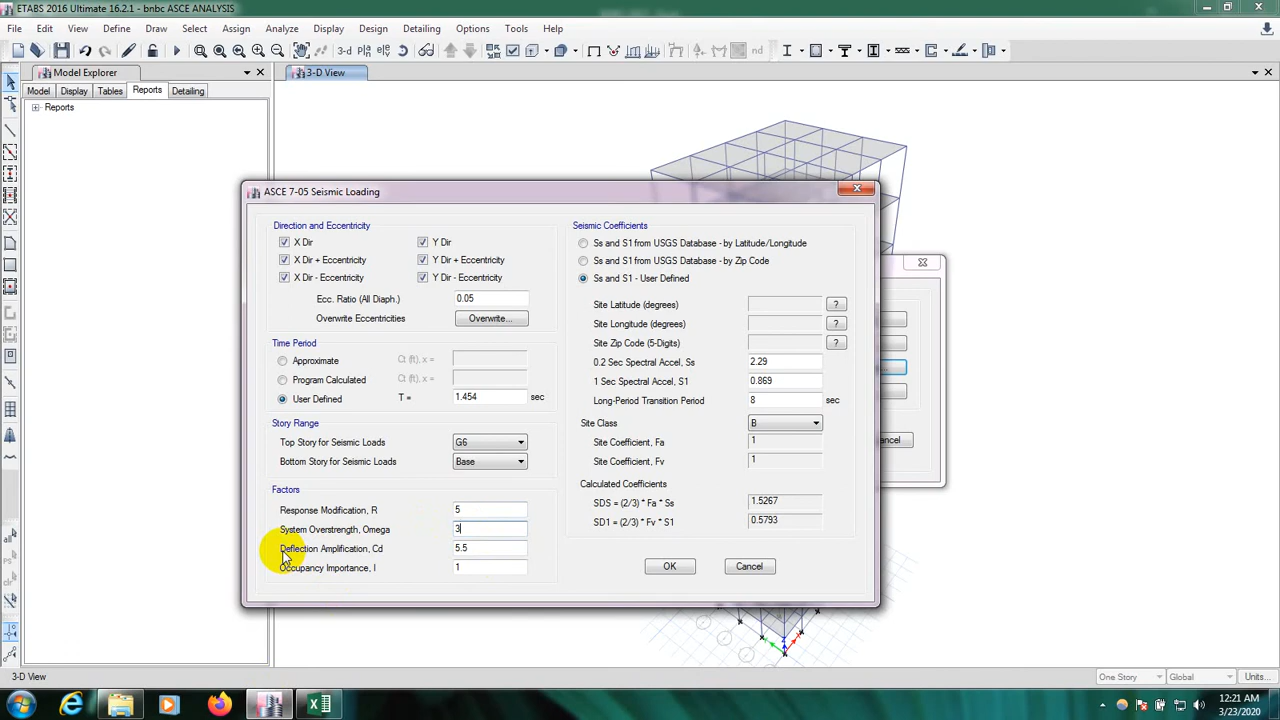 ETABS 2016 Ultimate 16.2.1 - bnbc ASCE ANALYSIS
File Edit View Define Draw Select Assign Analyze Display Design Detailing Options Tools Help
3-d nd
Model Explorer
3-D View
Model Display Tables Reports Detailing
Reports
ASCE 7-05 Seismic Loading
Direction and Eccentricity
X Dir Y Dir
X Dir + Eccentricity Y Dir + Eccentricity
X Dir - Eccentricity Y Dir - Eccentricity
Ecc. Ratio (All Diaph.) 0.05
Overwrite Eccentricities Overwrite...
Time Period
Approximate Ct (ft), x =
Program Calculated Ct (ft), x =
User Defined T = 1.454 sec
Story Range
Top Story for Seismic Loads G6
Bottom Story for Seismic Loads Base
Factors
Response Modification, R 5
System Overstrength, Omega 3
Deflection Amplification, Cd 5.5
Occupancy Importance, I 1
Seismic Coefficients
Ss and S1 from USGS Database - by Latitude/Longitude
Ss and S1 from USGS Database - by Zip Code
Ss and S1 - User Defined
Site Latitude (degrees) ?
Site Longitude (degrees) ?
Site Zip Code (5-Digits) ?
0.2 Sec Spectral Accel, Ss 2.29
1 Sec Spectral Accel, S1 0.869
Long-Period Transition Period 8 sec
Site Class B
Site Coefficient, Fa 1
Site Coefficient, Fv 1
Calculated Coefficients
SDS = (2/3) * Fa * Ss 1.5267
SD1 = (2/3) * Fv * S1 0.5793
OK Cancel
3-D View
One Story Global Units...
12:21 AM
3/23/2020